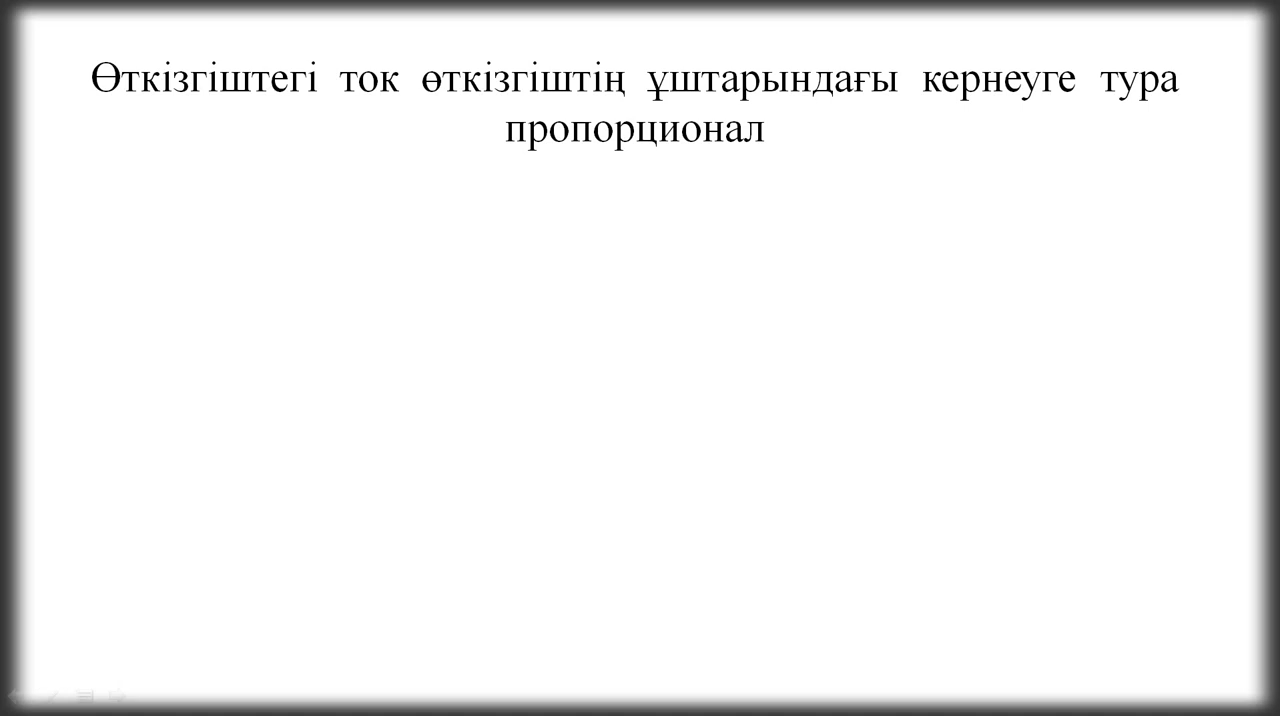 Өткізгіштегі ток өткізгіштің ұштарындағы кернеуге тура
пропорционал